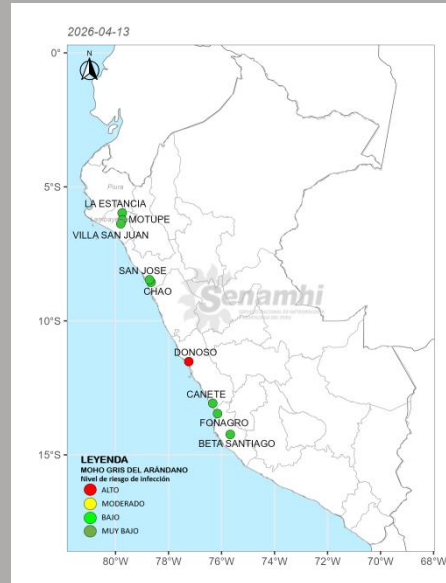 2026-04-13
N
0°
5°S
10°S
15°S
Piura
LA ESTANCIA
MOTUPE
VILLA SAN JUAN
SAN JOSE
CHAO
Senamhi
DONOSO
CAÑETE
FONAGRO
BETA SANTIAGO
LEYENDA
MOHO GRIS DEL ARÁNDANO
Nivel de riesgo de infección
ALTO
MODERADO
BAJO
MUY BAJO
80°W 78°W 76°W 74°W 72°W 70°W 68°W